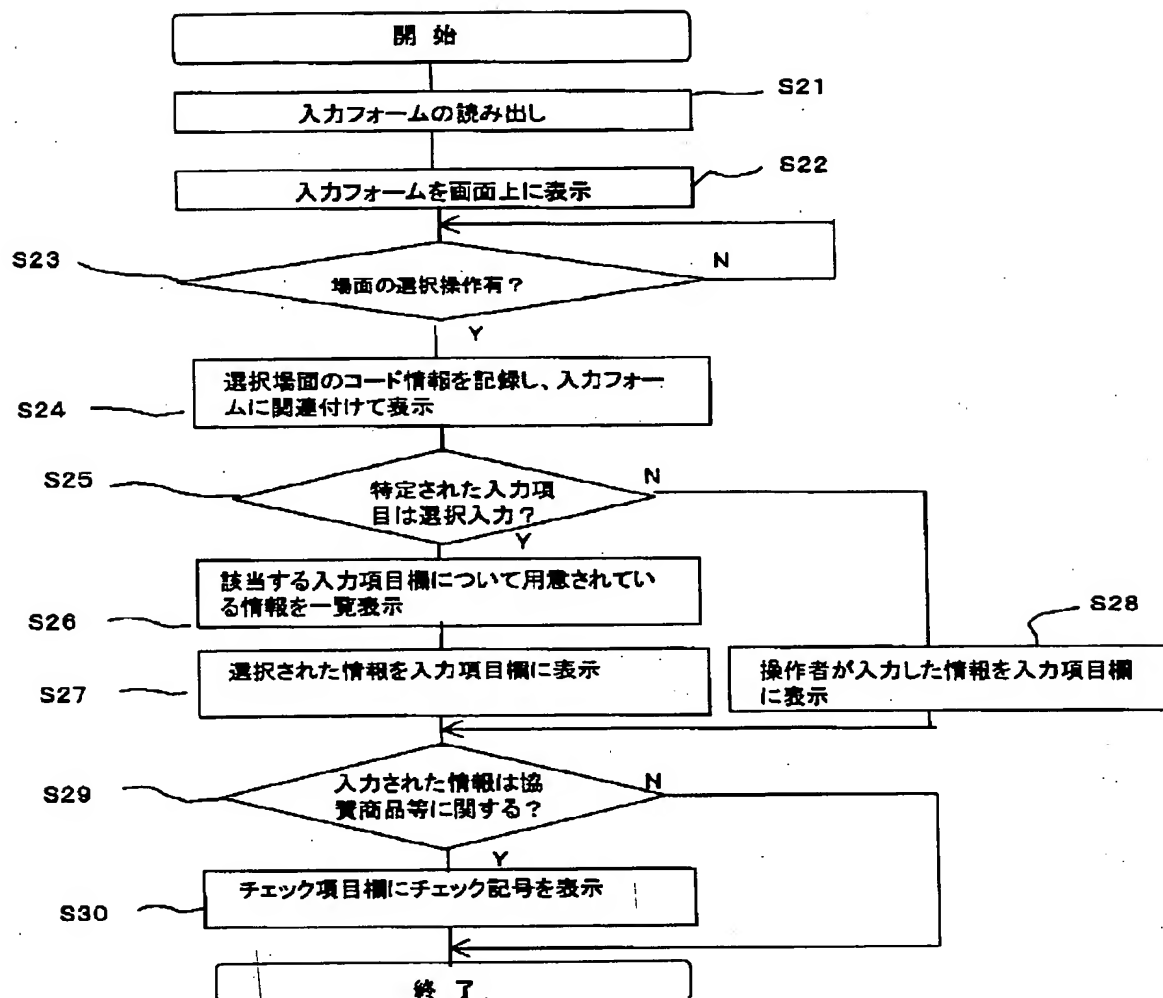 開 始
S21
入力フォームの読み出し
S22
入力フォームを画面上に表示
S23
場面の選択操作有？
N
Y
S24
選択場面のコード情報を記録し、入力フォー
ムに関連付けて表示
S25
特定された入力項
目は選択入力？
N
Y
S26
該当する入力項目欄について用意されてい
る情報を一覧表示
S27
選択された情報を入力項目欄に表示
S28
操作者が入力した情報を入力項目欄
に表示
S29
入力された情報は協
賛商品等に関する？
N
Y
S30
チェック項目欄にチェック記号を表示
終 了